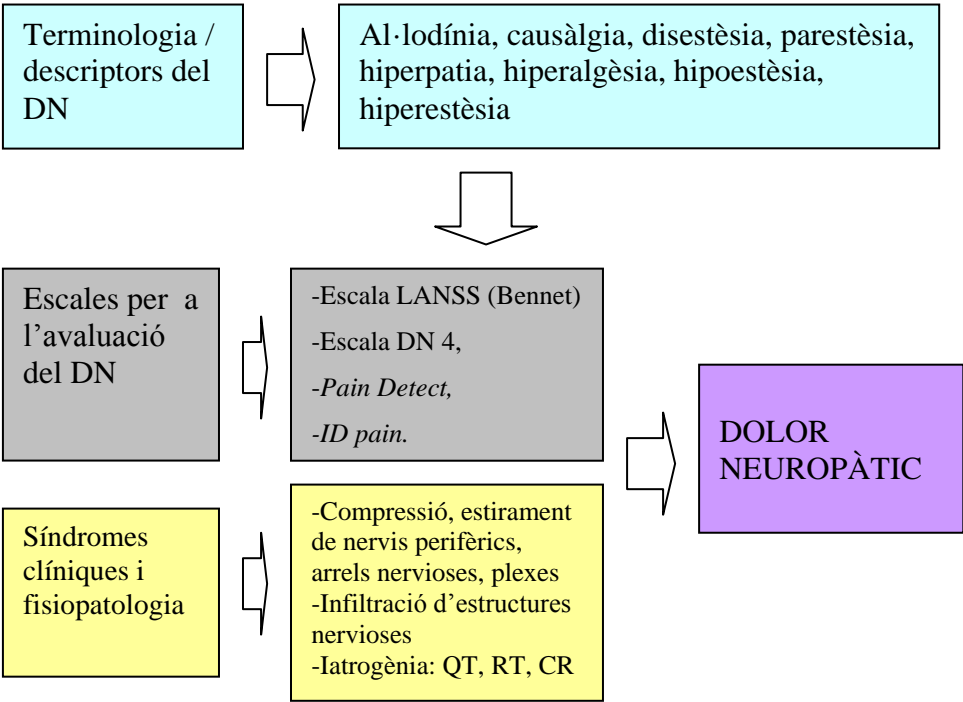 Terminologia /
descriptors del
DN
Al·lodínia, causàlgia, disestèsia, parestèsia,
hiperpatia, hiperalgèsia, hipoestèsia,
hiperestèsia
Escales per a
l’avaluació
del DN
-Escala LANSS (Bennet)
-Escala DN 4,
-Pain Detect,
-ID pain.
DOLOR
NEUROPÀTIC
Síndromes
clíniques i
fisiopatologia
-Compressió, estirament
de nervis perifèrics,
arrels nervioses, plexes
-Infiltració d’estructures
nervioses
-Iatrogènia: QT, RT, CR